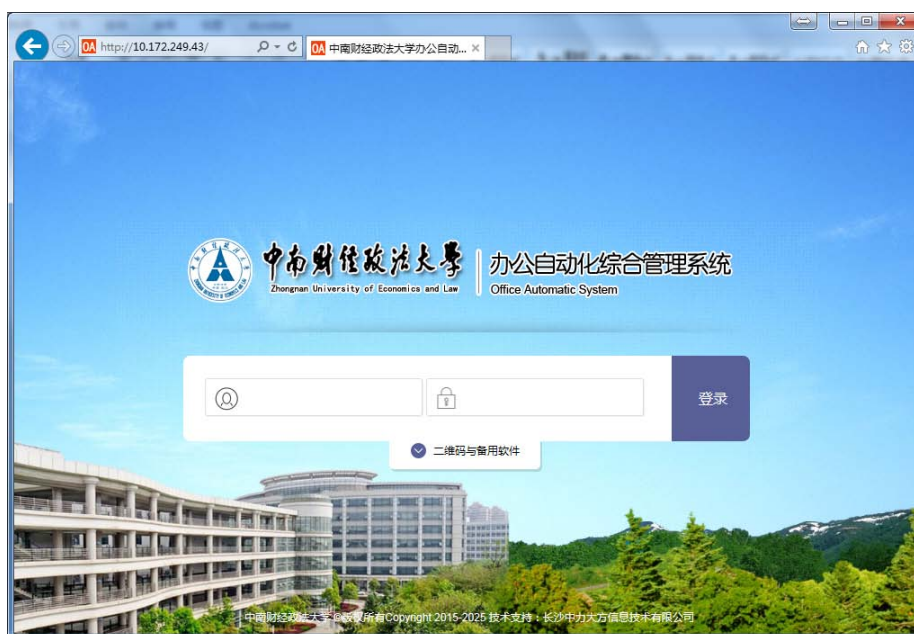 http://10.172.249.43/
OA 中南财经政法大学办公自动...
中南财经政法大学
Zhongnan University of Economics and Law
办公自动化综合管理系统
Office Automatic System
登录
二维码与备用软件
中南财经政法大学 ©版权所有Copyright 2015-2025 技术支持：长沙中力大方信息技术有限公司